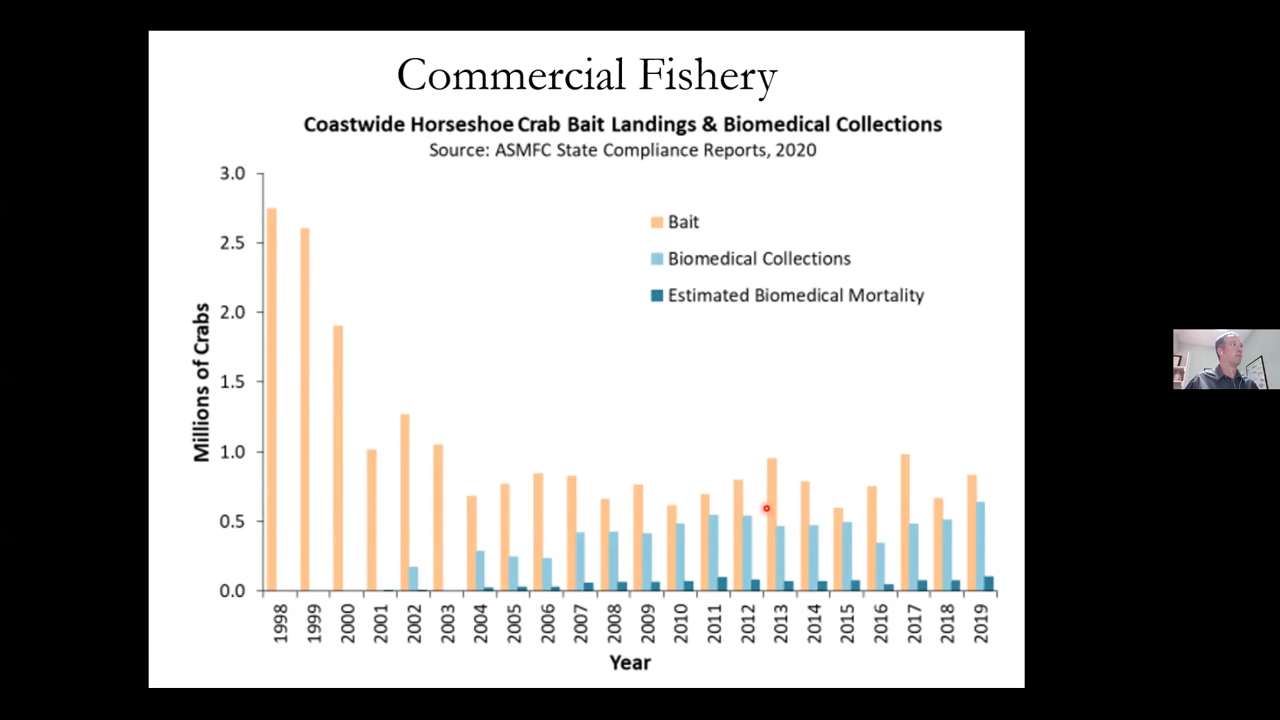 Commercial Fishery
Coastwide Horseshoe Crab Bait Landings & Biomedical Collections
Source: ASMFC State Compliance Reports, 2020
3.0
2.5
2.0
1.5
1.0
0.5
0.0
Millions of Crabs
Bait
Biomedical Collections
Estimated Biomedical Mortality
1998 1999 2000 2001 2002 2003 2004 2005 2006 2007 2008 2009 2010 2011 2012 2013 2014 2015 2016 2017 2018 2019
Year